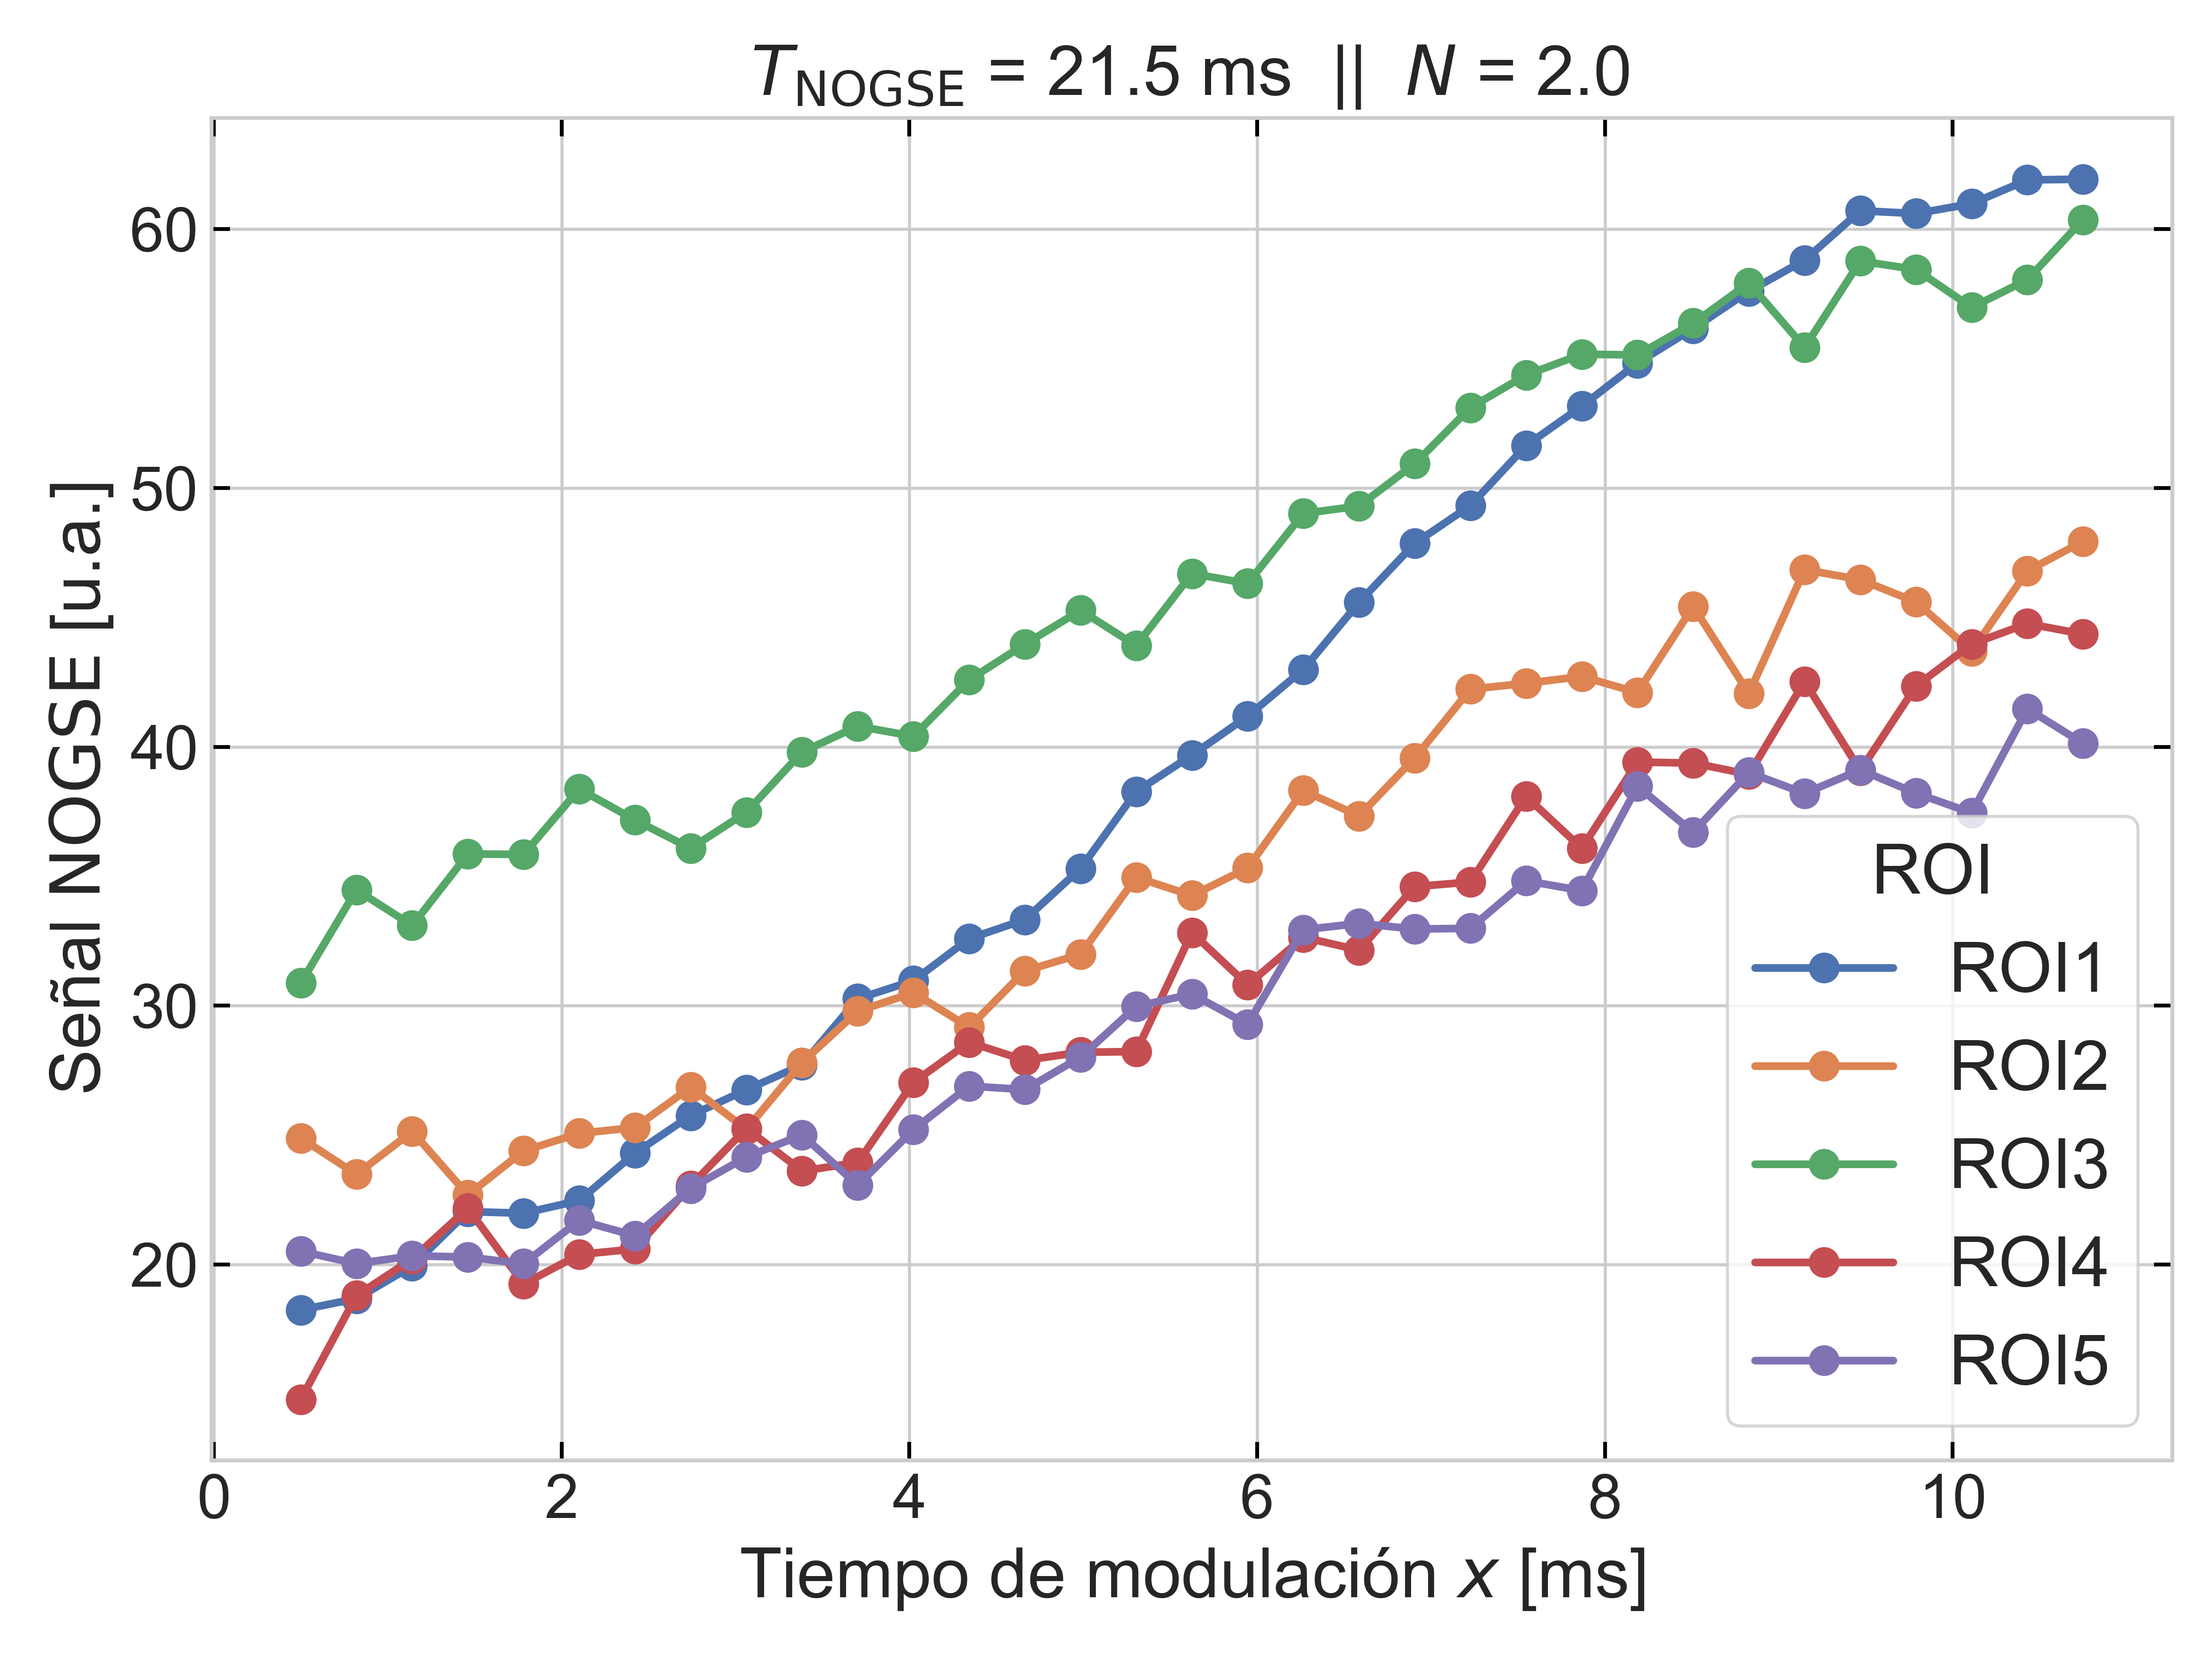 T_NOGSE = 21.5 ms || N = 2.0
Señal NOGSE [u.a.]
60
50
40
30
20
0 2 4 6 8 10
Tiempo de modulación x [ms]
ROI
ROI1
ROI2
ROI3
ROI4
ROI5